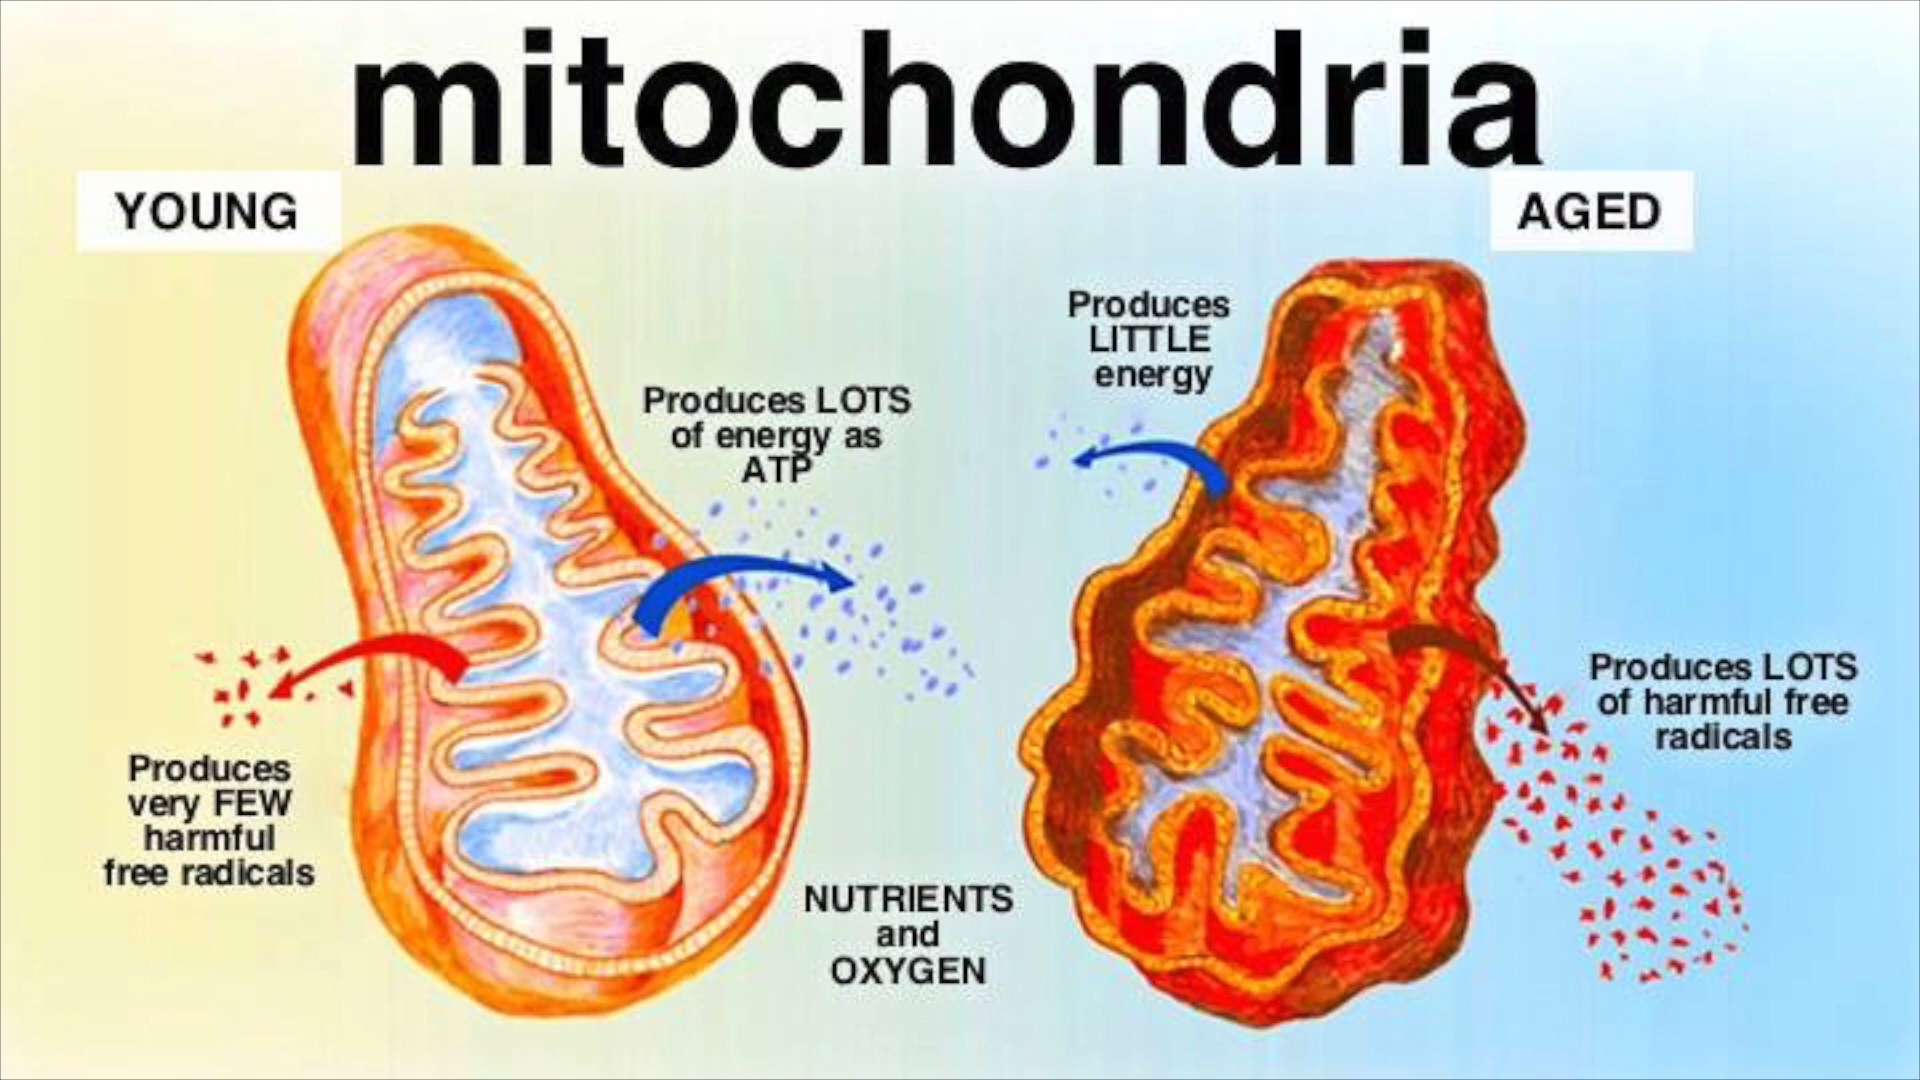 mitochondria
YOUNG
AGED
Produces
LITTLE
energy
Produces LOTS
of energy as
ATP
Produces LOTS
of harmful free
radicals
Produces
very FEW
harmful
free radicals
NUTRIENTS
and
OXYGEN